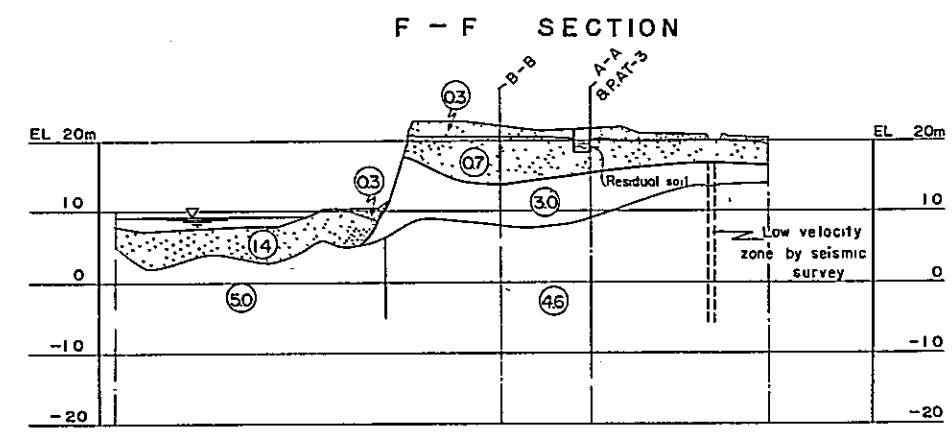 F – F SECTION
B-B
A-A
& P.AT-3
0.3
EL 20m
EL 20m
0.7
Residual soil
0.3
3.0
10
10
Low velocity
zone by seismic
survey
1.4
0
0
5.0
4.6
-10
-10
-20
-20